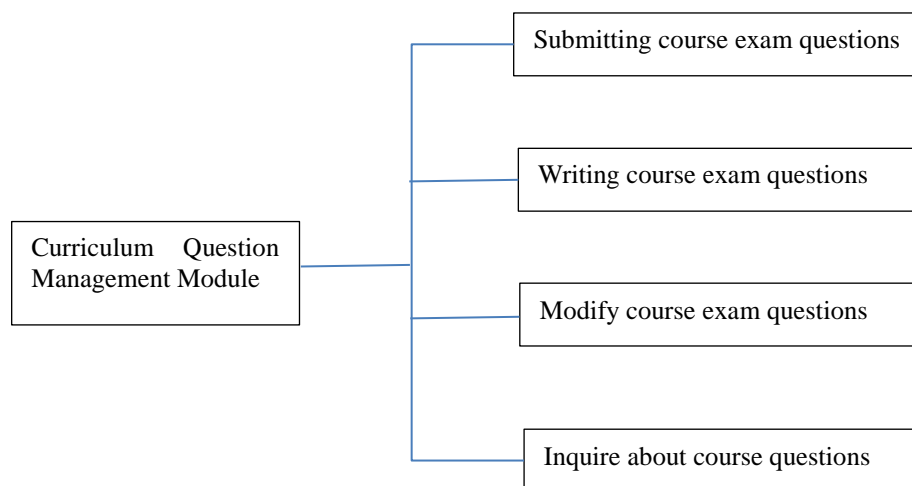 Submitting course exam questions
Writing course exam questions
Curriculum Question
Management Module
Modify course exam questions
Inquire about course questions